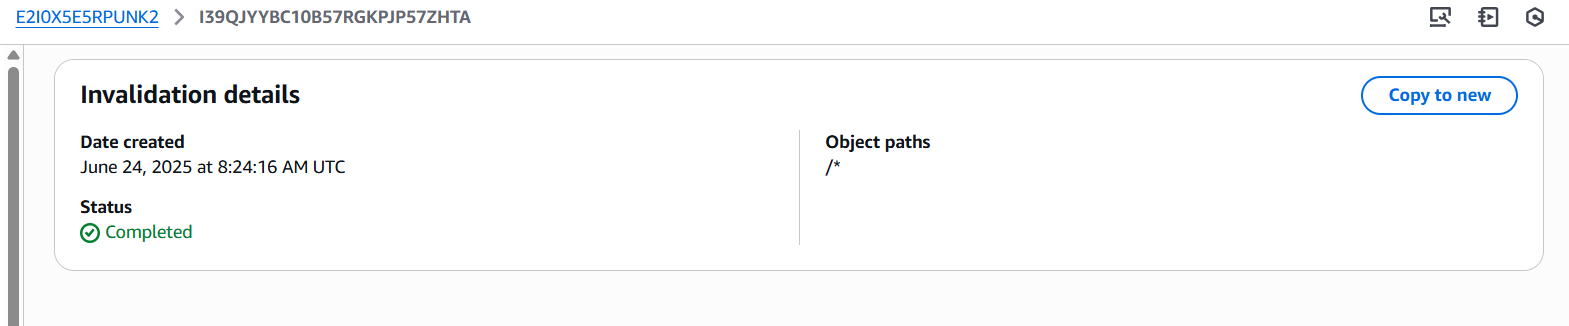 E2I0X5E5RPUNK2 > I39QJYYBC10B57RGKPJP57ZHTA
Invalidation details
Copy to new
Date created
June 24, 2025 at 8:24:16 AM UTC
Object paths
/*
Status
Completed